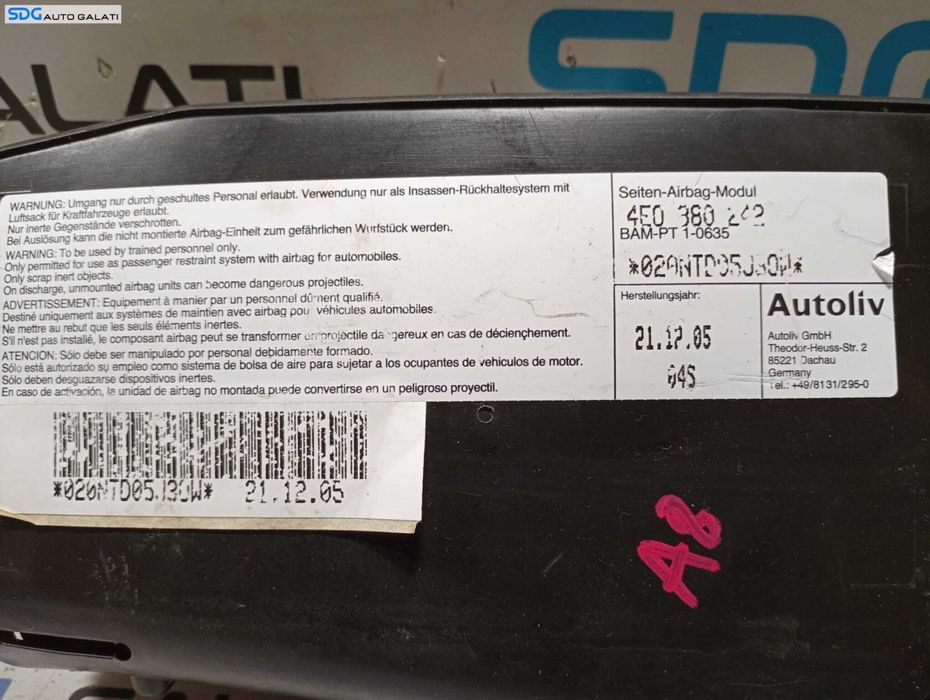 SDG AUTO GALATI
ALATI
SDG
WARNUNG: Umgang nur durch geschultes Personal erlaubt. Verwendung nur als Insassen-Rückhaltesystem mit
Luftsack für Kraftfahrzeuge erlaubt.
Nur inerte Gegenstände verschrotten.
Bei Auslösung kann die nicht montierte Airbag-Einheit zum gefährlichen Wurfstück werden.
WARNING: To be used by trained personnel only.
Only permitted for use as passenger restraint system with airbag for automobiles.
Only scrap inert objects.
On discharge, unmounted airbag units can become dangerous projectiles.
ADVERTISSEMENT: Equipement à manier par un personnel dûment qualifié.
Destiné uniquement aux systèmes de maintien avec airbag pour véhicules automobiles.
Ne mettre au rebut que les seuls éléments inertes.
S'il n'est pas installé, le composant airbag peut se transformer en projectile dangereux en cas de décienchement.
ATENCION: Sólo debe ser manipulado por personal debidamente formado.
Sólo está autorizado su empleo como sistema de bolsa de aire para sujetar a los ocupantes de vehiculos de motor.
Sólo deben desguazarse dispositivos inertes.
En caso de activación, la unidad de airbag no montada puede convertirse en un peligroso proyectil.
Seiten-Airbag-Modul
4E0 380 242
BAM-PT 1-0635
*020NTD05J3OW*
Herstellungsjahr:
21.12.05
04S
Autoliv
Autoliv GmbH
Theodor-Heuss-Str. 2
85221 Dachau
Germany
Tel.: +49/8131/295-0
*020NTD05J3OW* 21.12.05
A8